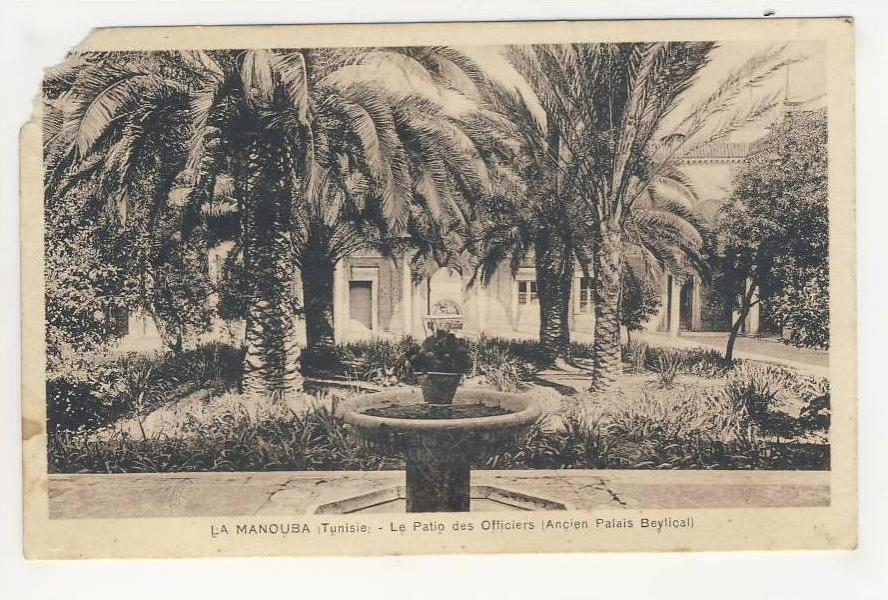 LA MANOUBA (Tunisie) - Le Patio des Officiers (Ancien Palais Beylical)